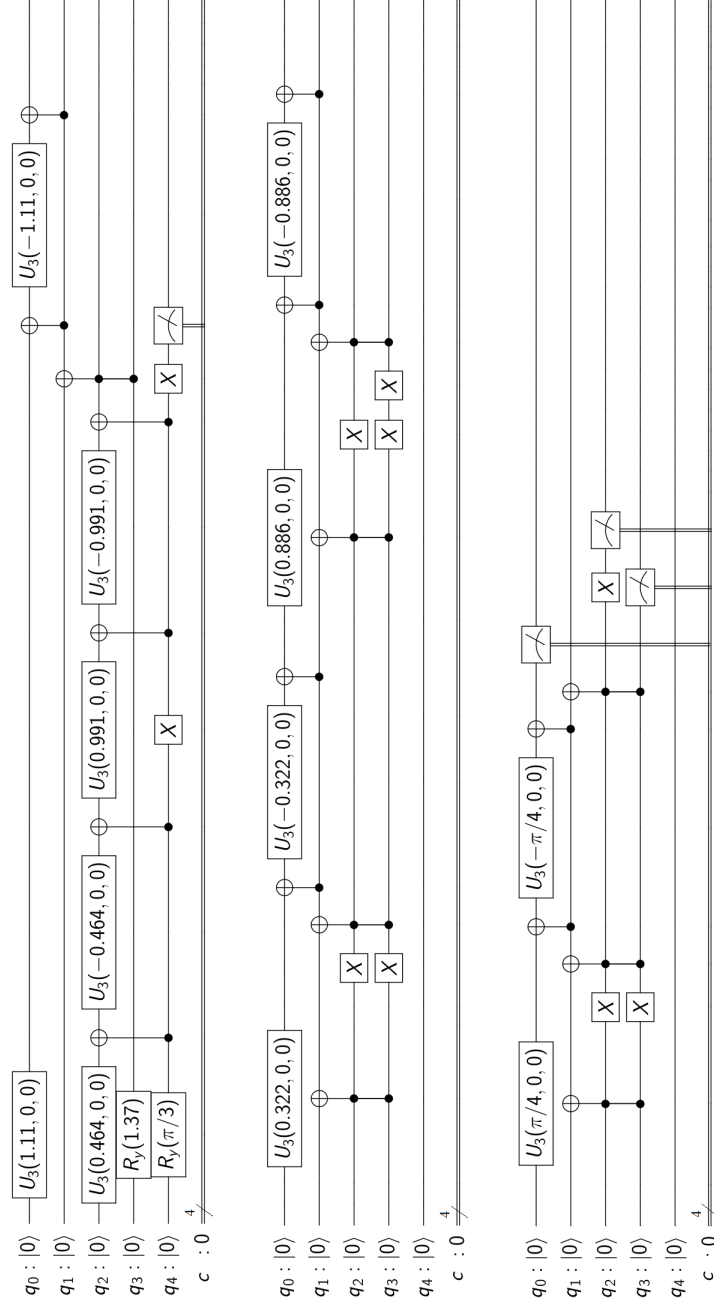 q₀ : |0⟩ U₃(1.11, 0, 0) U₃(−1.11, 0, 0)
q₁ : |0⟩
q₂ : |0⟩ U₃(0.464, 0, 0) U₃(−0.464, 0, 0) U₃(0.991, 0, 0) U₃(−0.991, 0, 0)
q₃ : |0⟩ R_y(1.37)
q₄ : |0⟩ R_y(π/3) X X
c : 0 4
q₀ : |0⟩ U₃(0.322, 0, 0) U₃(−0.322, 0, 0) U₃(0.886, 0, 0) U₃(−0.886, 0, 0)
q₁ : |0⟩
q₂ : |0⟩ X X
q₃ : |0⟩ X X X
q₄ : |0⟩
c : 0 4
q₀ : |0⟩ U₃(π/4, 0, 0) U₃(−π/4, 0, 0)
q₁ : |0⟩
q₂ : |0⟩ X X
q₃ : |0⟩ X
q₄ : |0⟩
c : 0 4